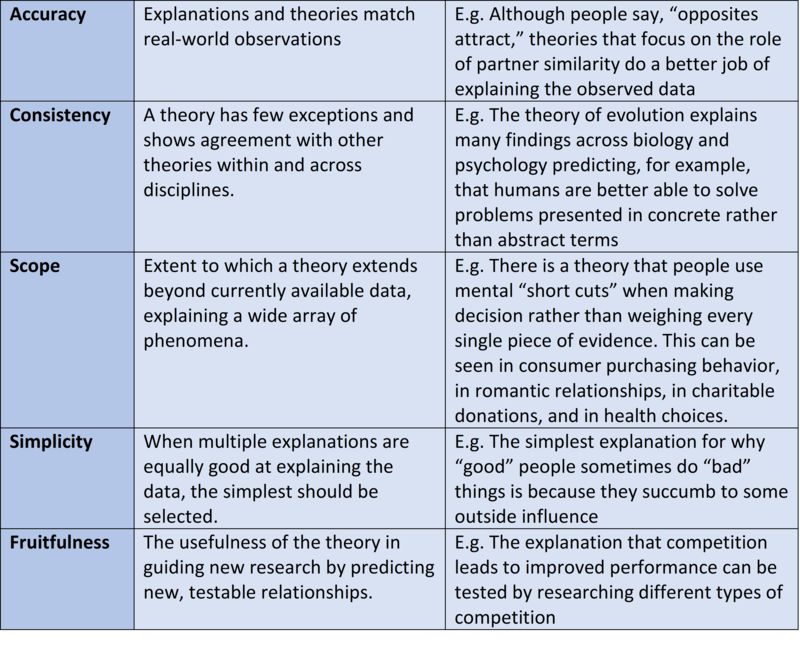 Accuracy
Explanations and theories match
real-world observations
E.g. Although people say, “opposites
attract,” theories that focus on the role
of partner similarity do a better job of
explaining the observed data
Consistency
A theory has few exceptions and
shows agreement with other
theories within and across
disciplines.
E.g. The theory of evolution explains
many findings across biology and
psychology predicting, for example,
that humans are better able to solve
problems presented in concrete rather
than abstract terms
Scope
Extent to which a theory extends
beyond currently available data,
explaining a wide array of
phenomena.
E.g. There is a theory that people use
mental “short cuts” when making
decision rather than weighing every
single piece of evidence. This can be
seen in consumer purchasing behavior,
in romantic relationships, in charitable
donations, and in health choices.
Simplicity
When multiple explanations are
equally good at explaining the
data, the simplest should be
selected.
E.g. The simplest explanation for why
“good” people sometimes do “bad”
things is because they succumb to some
outside influence
Fruitfulness
The usefulness of the theory in
guiding new research by predicting
new, testable relationships.
E.g. The explanation that competition
leads to improved performance can be
tested by researching different types of
competition